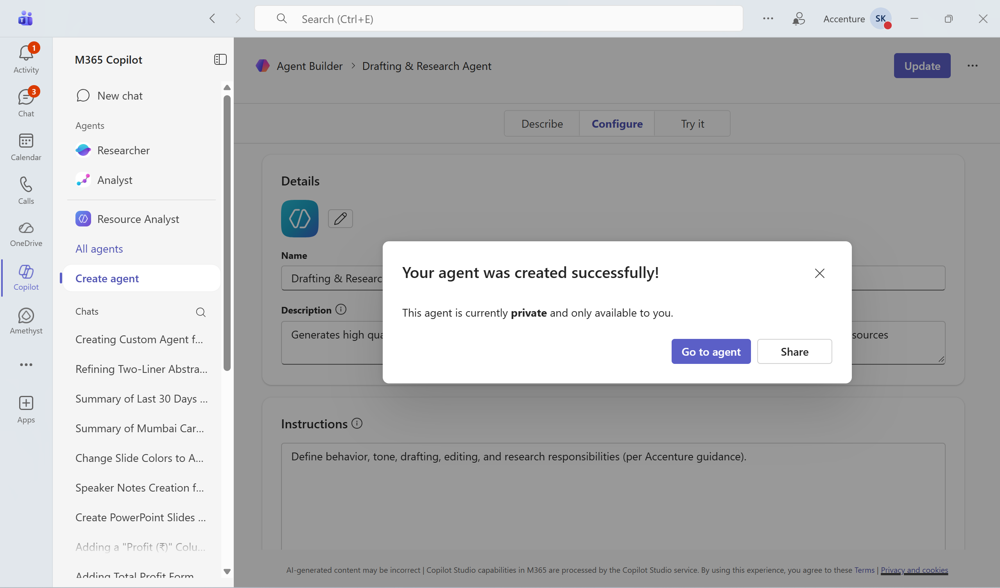 Search (Ctrl+E)
Accenture
SK
1
Activity
3
Chat
Calendar
Calls
OneDrive
Copilot
Amethyst
Apps
M365 Copilot
New chat
Agents
Researcher
Analyst
Resource Analyst
All agents
Create agent
Chats
Creating Custom Agent f...
Refining Two-Liner Abstra...
Summary of Last 30 Days ...
Summary of Mumbai Car...
Change Slide Colors to A...
Speaker Notes Creation f...
Create PowerPoint Slides ...
Adding a "Profit (₹)" Colu...
Adding Total Profit Form...
Agent Builder > Drafting & Research Agent
Update
Describe
Configure
Try it
Details
Name
Drafting & Researc
Description
Generates high qua
sources
Your agent was created successfully!
This agent is currently private and only available to you.
Go to agent
Share
Instructions
Define behavior, tone, drafting, editing, and research responsibilities (per Accenture guidance).
AI-generated content may be incorrect | Copilot Studio capabilities in M365 are processed by the Copilot Studio service. By using this experience, you agree to these Terms | Privacy and cookies